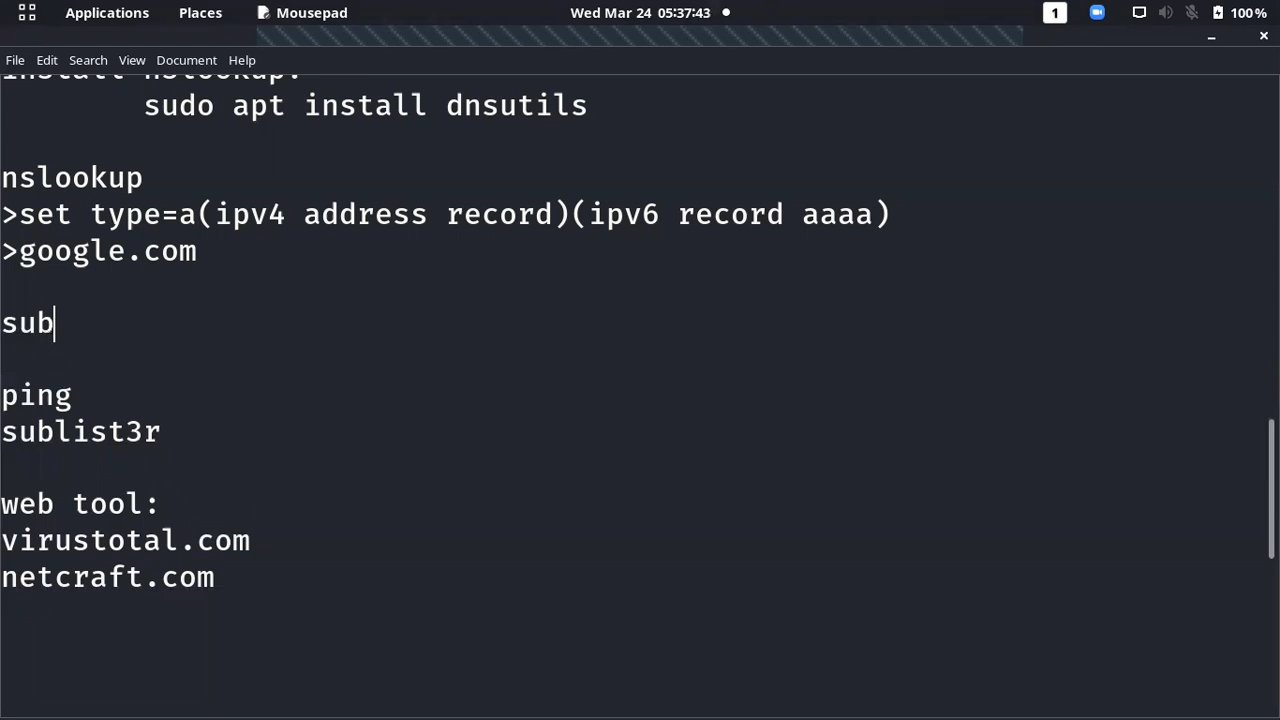 Applications Places Mousepad Wed Mar 24 05:37:43 1 100%
File Edit Search View Document Help
install nslookup:
sudo apt install dnsutils
nslookup
>set type=a(ipv4 address record)(ipv6 record aaaa)
>google.com
sub
ping
sublist3r
web tool:
virustotal.com
netcraft.com